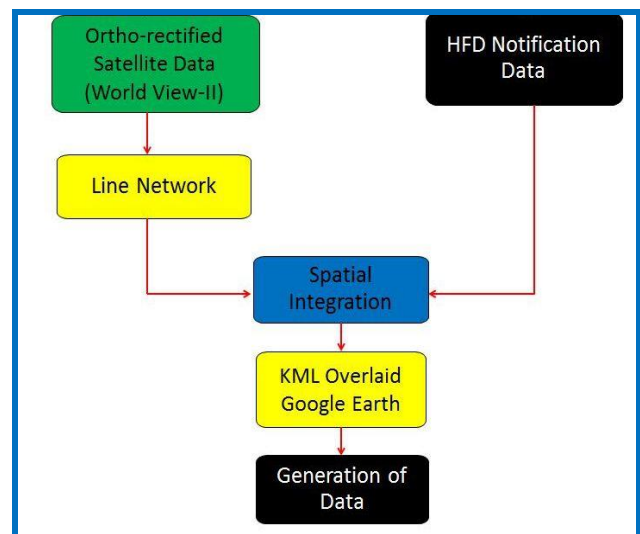 Ortho-rectified
Satellite Data
(World View-II)
HFD Notification
Data
Line Network
Spatial
Integration
KML Overlaid
Google Earth
Generation of
Data